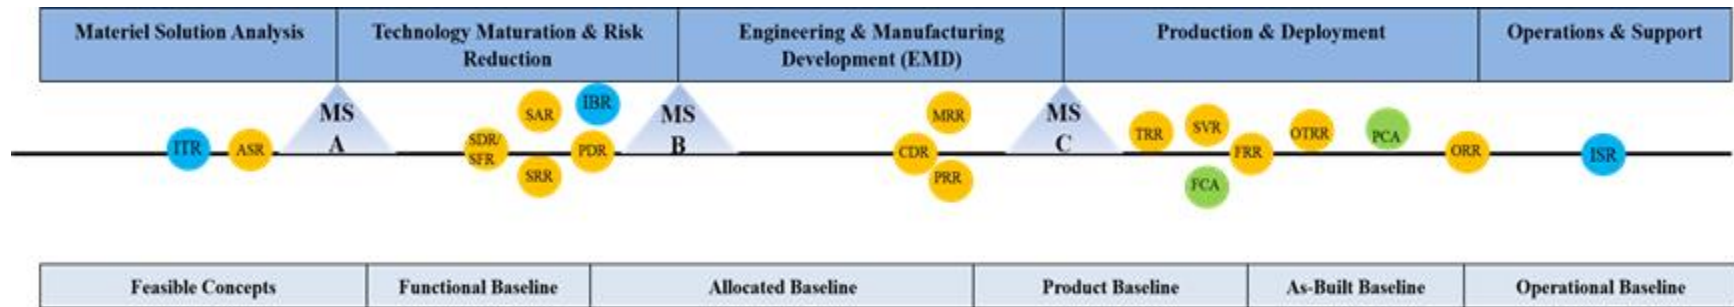 Materiel Solution Analysis
Technology Maturation & Risk
Reduction
Engineering & Manufacturing
Development (EMD)
Production & Deployment
Operations & Support
MS
A
MS
B
MS
C
ITR
ASR
SDR/
SFR
SAR
SRR
IBR
PDR
CDR
MRR
PRR
TRR
SVR
FCA
FRR
OTRR
PCA
ORR
ISR
Feasible Concepts
Functional Baseline
Allocated Baseline
Product Baseline
As-Built Baseline
Operational Baseline